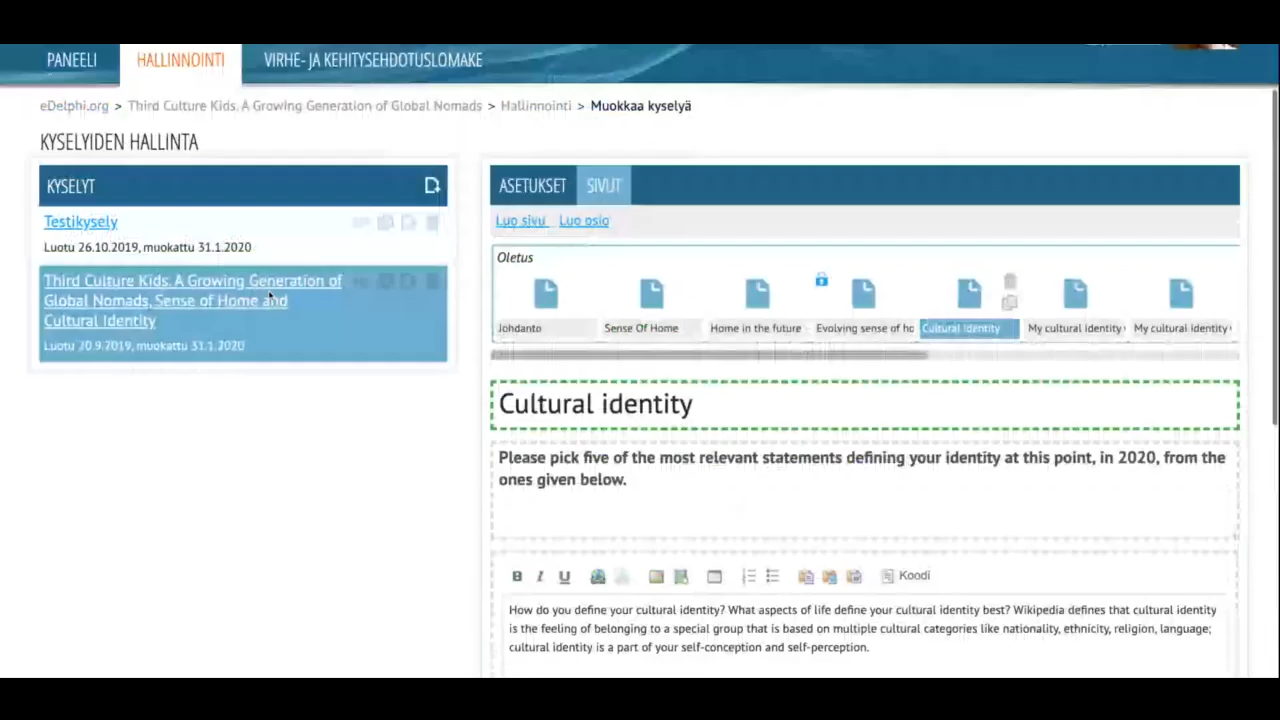 PANEELI HALLINNOINTI VIRHE- JA KEHITYSEHDOTUSLOMAKE
eDelphi.org > Third Culture Kids. A Growing Generation of Global Nomads > Hallinnointi > Muokkaa kyselyä
KYSELYIDEN HALLINTA
KYSELYT
Testikysely
Luotu 26.10.2019, muokattu 31.1.2020
Third Culture Kids. A Growing Generation of
Global Nomads, Sense of Home and
Cultural Identity
Luotu 20.9.2019, muokattu 31.1.2020
ASETUKSET SIVUT
Luo sivu Luo osio
Oletus
Johdanto Sense Of Home Home in the future Evolving sense of ho Cultural identity My cultural identity My cultural identity
Cultural identity
Please pick five of the most relevant statements defining your identity at this point, in 2020, from the
ones given below.
B I U Koodi
How do you define your cultural identity? What aspects of life define your cultural identity best? Wikipedia defines that cultural identity
is the feeling of belonging to a special group that is based on multiple cultural categories like nationality, ethnicity, religion, language;
cultural identity is a part of your self-conception and self-perception.